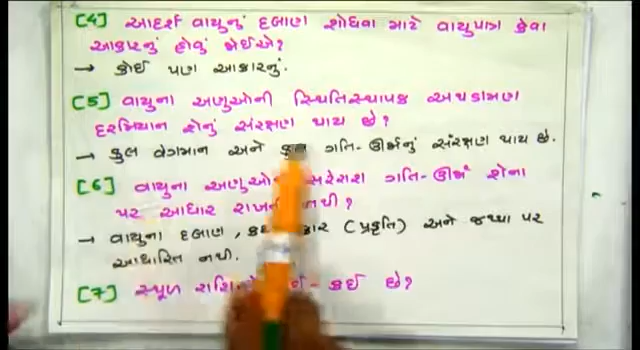 [4] આદર્શ વાયુનું દબાણ શોધવા માટે વાયુપાત્ર કેવા
આકારનું હોવું જોઈએ?
→ કોઈ પણ આકારનું.
[5] વાયુના અણુઓની સ્થિતિસ્થાપક અથડામણ
દરમિયાન શેનું સંરક્ષણ થાય છે?
→ કુલ વેગમાન અને કુલ ગતિ-ઊર્જાનું સંરક્ષણ થાય છે.
[6] વાયુના અણુઓની સરેરાશ ગતિ-ઊર્જા શેના
પર આધાર રાખતી નથી?
→ વાયુના દબાણ, (પ્રકૃતિ) અને જથ્થા પર
આધારિત નથી.
[7] સ્થૂળ કઈ છે?